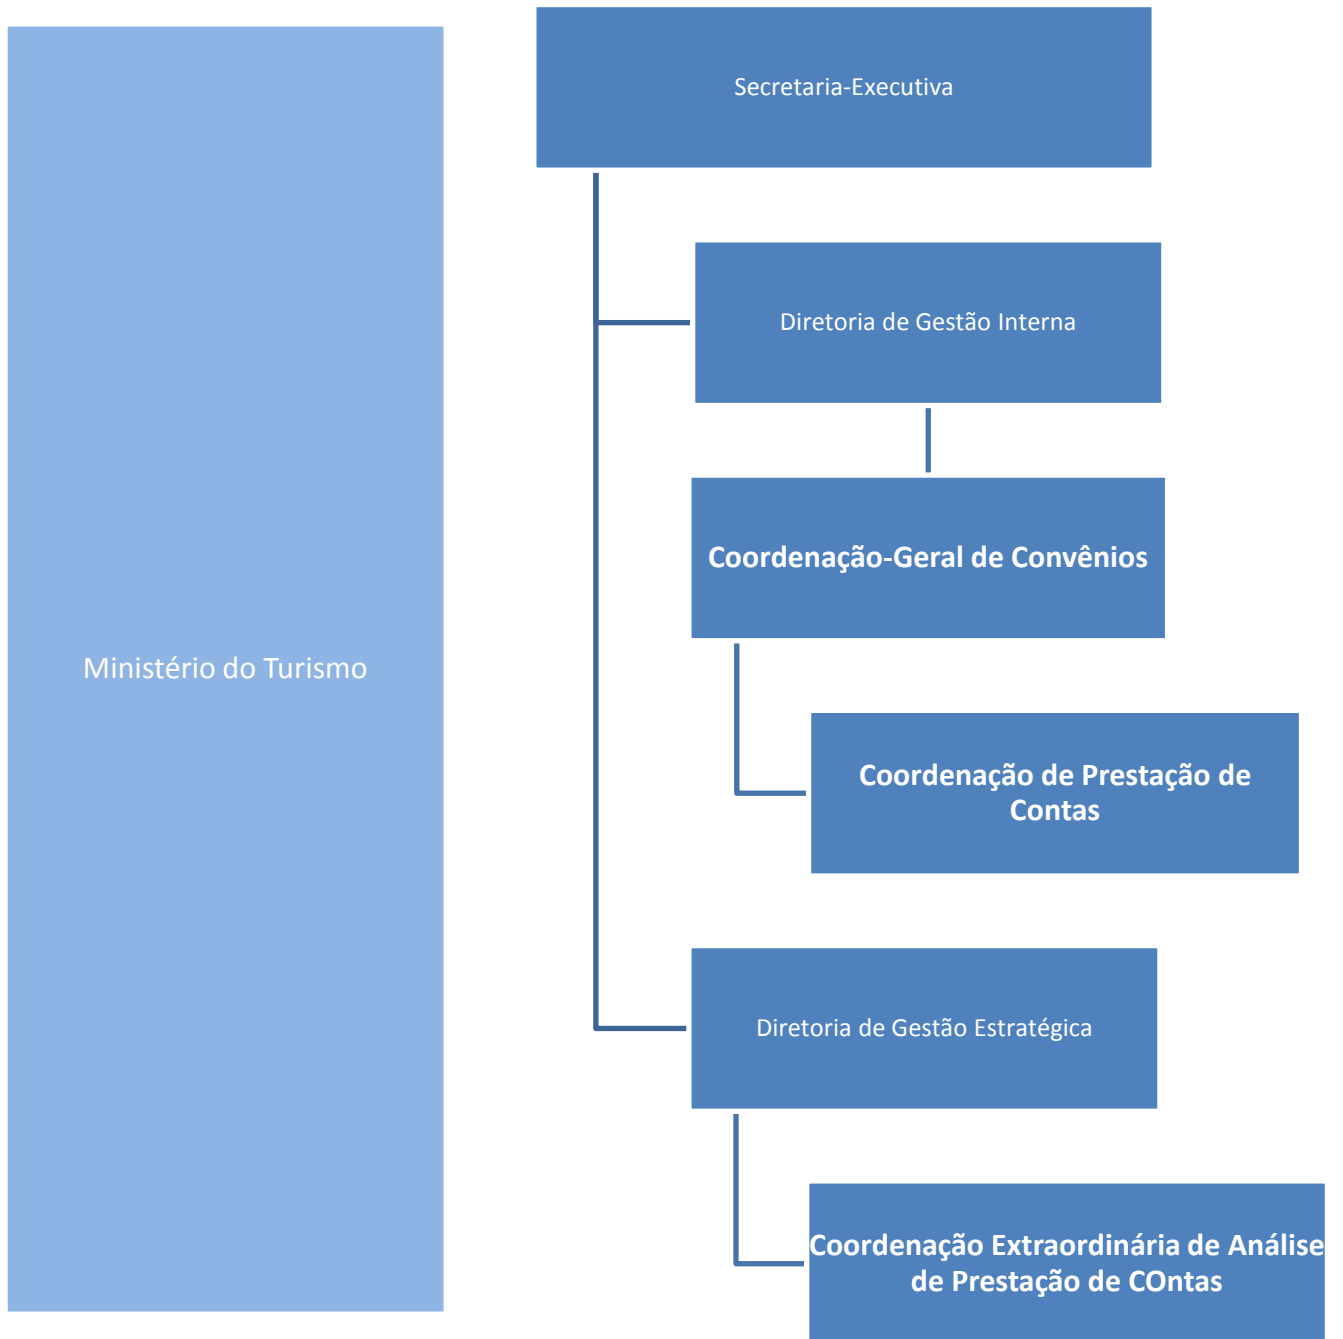 Ministério do Turismo
Secretaria-Executiva
Diretoria de Gestão Interna
Coordenação-Geral de Convênios
Coordenação de Prestação de
Contas
Diretoria de Gestão Estratégica
Coordenação Extraordinária de Análise
de Prestação de COntas